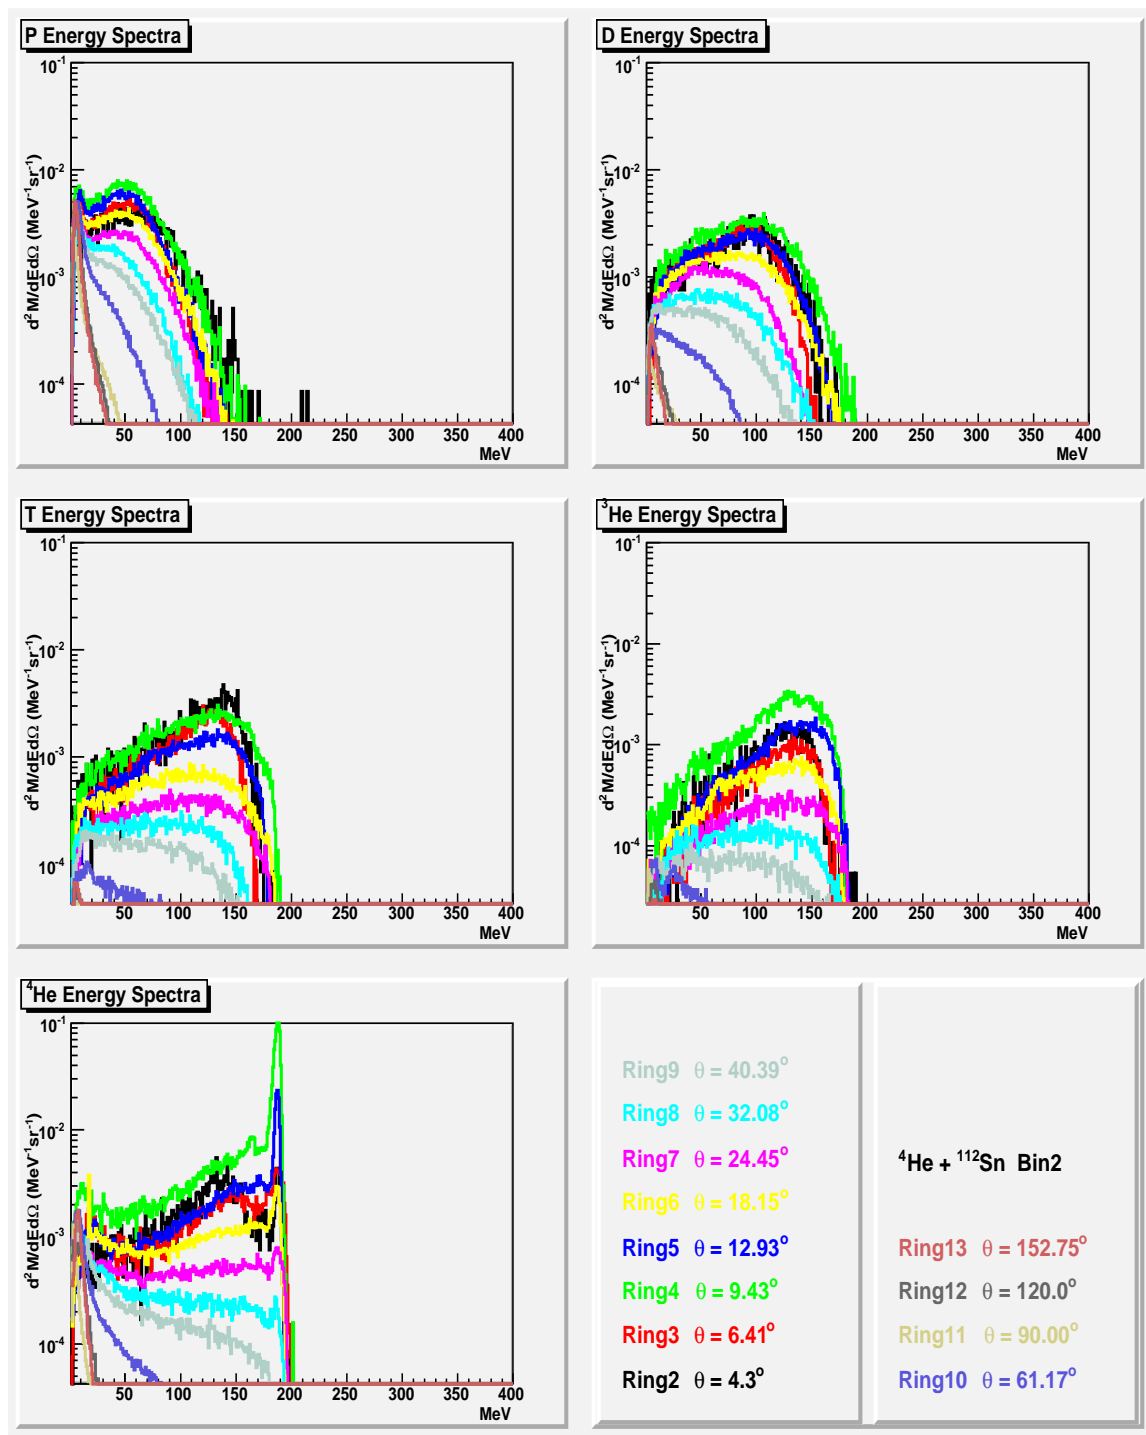 P Energy Spectra
d²M/dEdΩ (MeV⁻¹sr⁻¹)
10⁻¹
10⁻²
10⁻³
10⁻⁴
50 100 150 200 250 300 350 400
MeV
D Energy Spectra
d²M/dEdΩ (MeV⁻¹sr⁻¹)
10⁻¹
10⁻²
10⁻³
10⁻⁴
50 100 150 200 250 300 350 400
MeV
T Energy Spectra
d²M/dEdΩ (MeV⁻¹sr⁻¹)
10⁻¹
10⁻²
10⁻³
10⁻⁴
50 100 150 200 250 300 350 400
MeV
³He Energy Spectra
d²M/dEdΩ (MeV⁻¹sr⁻¹)
10⁻¹
10⁻²
10⁻³
10⁻⁴
50 100 150 200 250 300 350 400
MeV
⁴He Energy Spectra
d²M/dEdΩ (MeV⁻¹sr⁻¹)
10⁻¹
10⁻²
10⁻³
10⁻⁴
50 100 150 200 250 300 350 400
MeV
Ring9 θ = 40.39°
Ring8 θ = 32.08°
Ring7 θ = 24.45°
Ring6 θ = 18.15°
Ring5 θ = 12.93°
Ring4 θ = 9.43°
Ring3 θ = 6.41°
Ring2 θ = 4.3°
⁴He + ¹¹²Sn Bin2
Ring13 θ = 152.75°
Ring12 θ = 120.0°
Ring11 θ = 90.00°
Ring10 θ = 61.17°